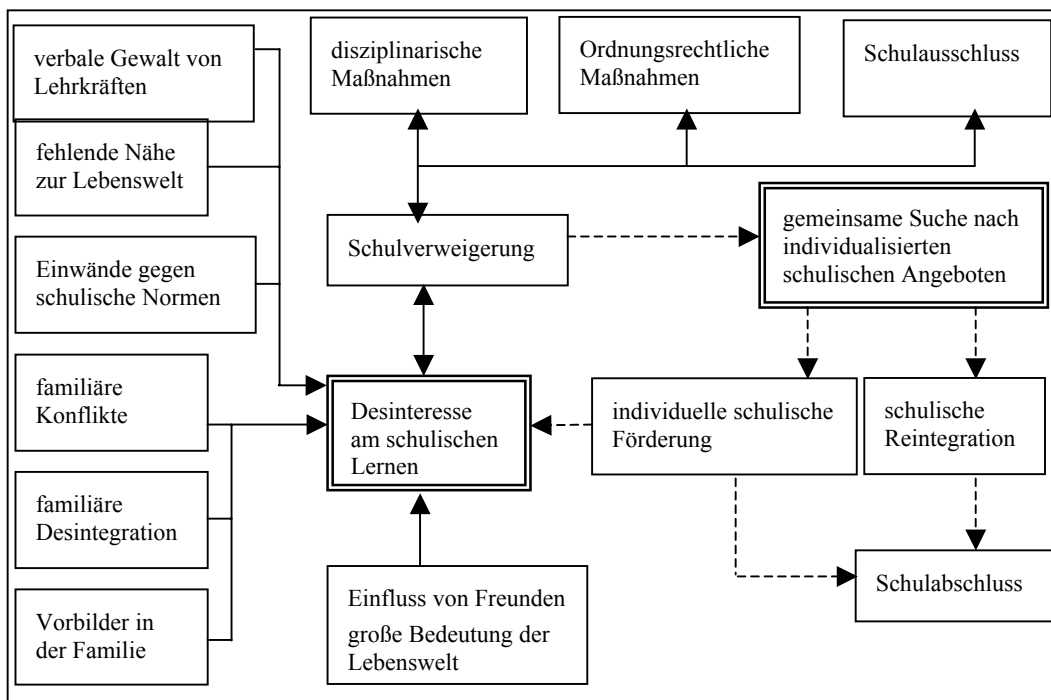 verbale Gewalt von
Lehrkräften
disziplinarische
Maßnahmen
Ordnungsrechtliche
Maßnahmen
Schulausschluss
fehlende Nähe
zur Lebenswelt
Schulverweigerung
gemeinsame Suche nach
individualisierten
schulischen Angeboten
Einwände gegen
schulische Normen
familiäre
Konflikte
Desinteresse
am schulischen
Lernen
individuelle schulische
Förderung
schulische
Reintegration
familiäre
Desintegration
Einfluss von Freunden
große Bedeutung der
Lebenswelt
Schulabschluss
Vorbilder in
der Familie